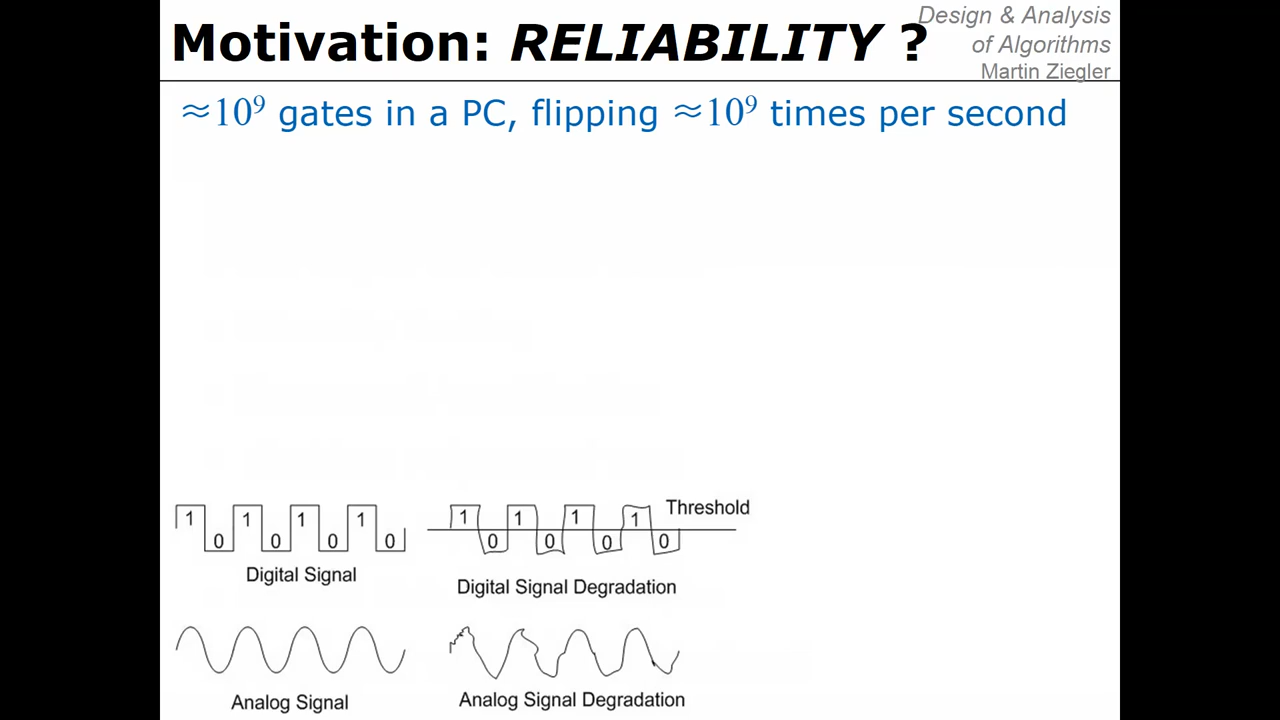 Motivation: RELIABILITY ?
Design & Analysis
of Algorithms
Martin Ziegler
≈10⁹ gates in a PC, flipping ≈10⁹ times per second
1 0 1 0 1 0 1 0
Digital Signal
1 0 1 0 1 0 1 0
Threshold
Digital Signal Degradation
Analog Signal
Analog Signal Degradation